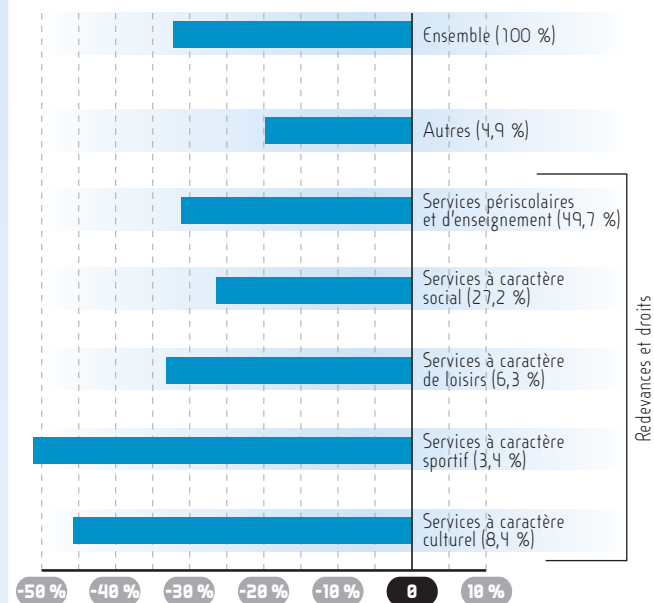 Ensemble (100 %)
Autres (4,9 %)
Services périscolaires
et d'enseignement (49,7 %)
Services à caractère
social (27,2 %)
Services à caractère
de loisirs (6,3 %)
Services à caractère
sportif (3,4 %)
Services à caractère
culturel (8,4 %)
Redevances et droits
-50 % -40 % -30 % -20 % -10 % 0 10 %